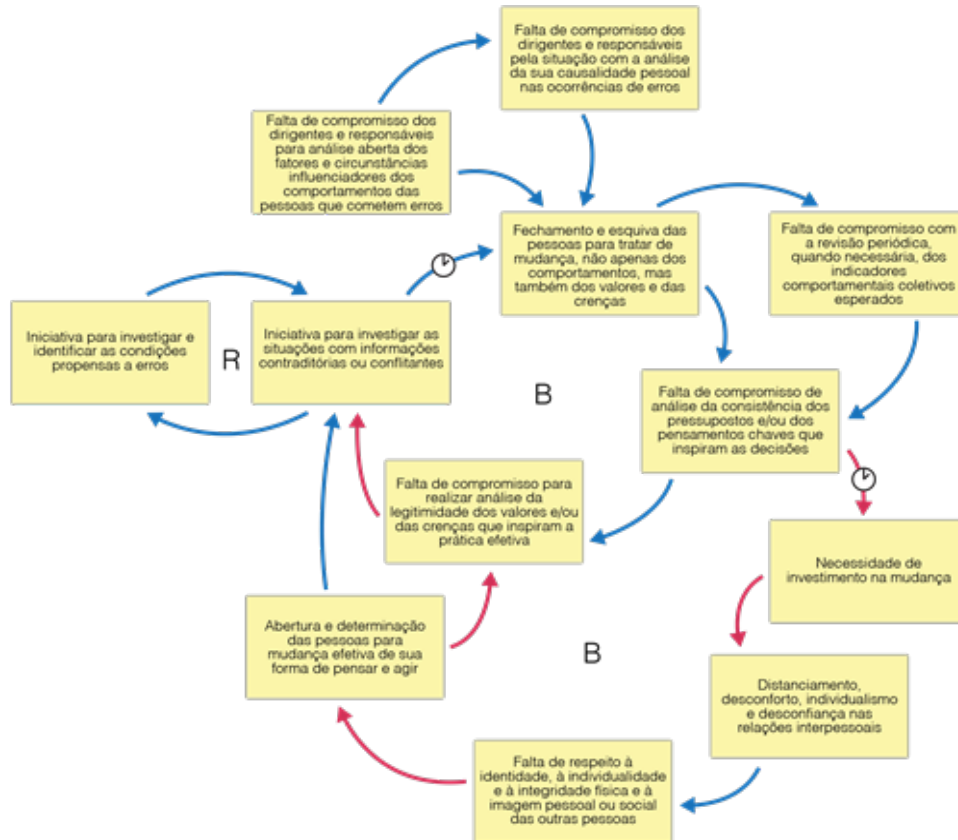 Falta de compromisso dos
dirigentes e responsáveis
pela situação com a análise
da sua causalidade pessoal
nas ocorrências de erros
Falta de compromisso dos
dirigentes e responsáveis
para análise aberta dos
fatores e circunstâncias
influenciadores dos
comportamentos das
pessoas que cometem erros
Fechamento e esquiva das
pessoas para tratar de
mudança, não apenas dos
comportamentos, mas
também dos valores e das
crenças
Falta de compromisso com
a revisão periódica,
quando necessária, dos
indicadores
comportamentais coletivos
esperados
Iniciativa para investigar e
identificar as condições
propensas a erros
R
Iniciativa para investigar as
situações com informações
contraditórias ou conflitantes
B
Falta de compromisso de
análise da consistência dos
pressupostos e/ou dos
pensamentos chaves que
inspiram as decisões
Falta de compromisso para
realizar análise da
legitimidade dos valores e/ou
das crenças que inspiram a
prática efetiva
Necessidade de
investimento na mudança
Abertura e determinação
das pessoas para
mudança efetiva de sua
forma de pensar e agir
B
Distanciamento,
desconforto, individualismo
e desconfiança nas
relações interpessoais
Falta de respeito à
identidade, à individualidade
e à integridade física e à
imagem pessoal ou social
das outras pessoas